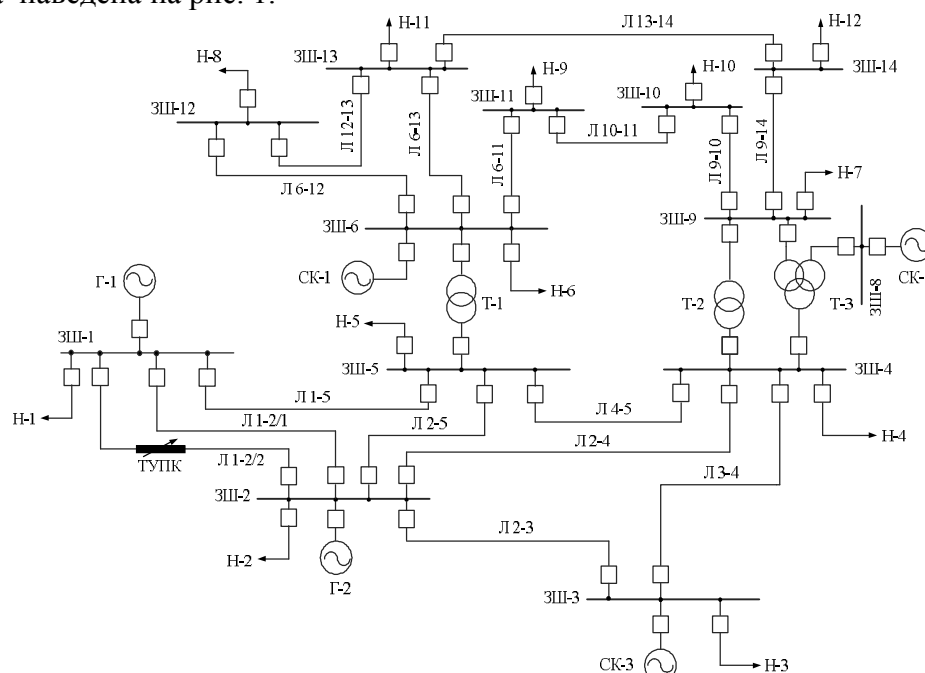 наведена на рис. 1.
Н-11
Л 13-14
Н-12
Н-8
ЗШ-13
ЗШ-14
Н-9
Н-10
ЗШ-12
ЗШ-11
ЗШ-10
Л 12-13
Л 6-13
Л 10-11
Л 6-11
Л 9-10
Л 9-14
Л 6-12
Н-7
ЗШ-6
ЗШ-9
СК-1
СК-
Г-1
Т-1
Н-6
Т-2
Т-3
ЗШ-8
Н-5
ЗШ-1
ЗШ-5
ЗШ-4
Н-1
Л 1-5
Л 1-2/1
Л 2-5
Л 4-5
Н-4
ТУПК
Л 1-2/2
Л 2-4
Л 3-4
ЗШ-2
Н-2
Г-2
Л 2-3
ЗШ-3
СК-3
Н-3